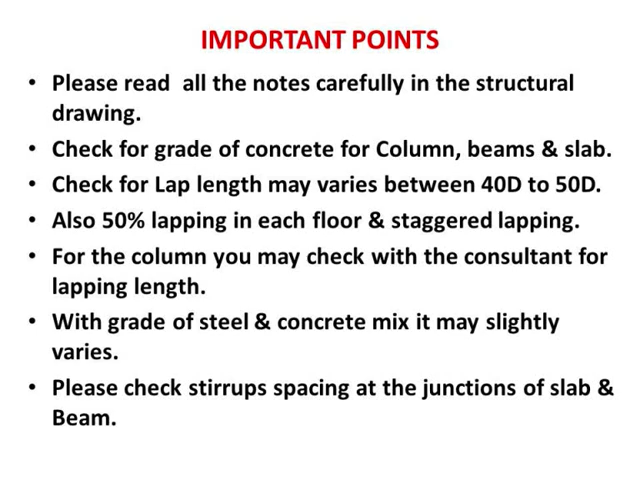 IMPORTANT POINTS
• Please read all the notes carefully in the structural
drawing.
• Check for grade of concrete for Column, beams & slab.
• Check for Lap length may varies between 40D to 50D.
• Also 50% lapping in each floor & staggered lapping.
• For the column you may check with the consultant for
lapping length.
• With grade of steel & concrete mix it may slightly
varies.
• Please check stirrups spacing at the junctions of slab &
Beam.